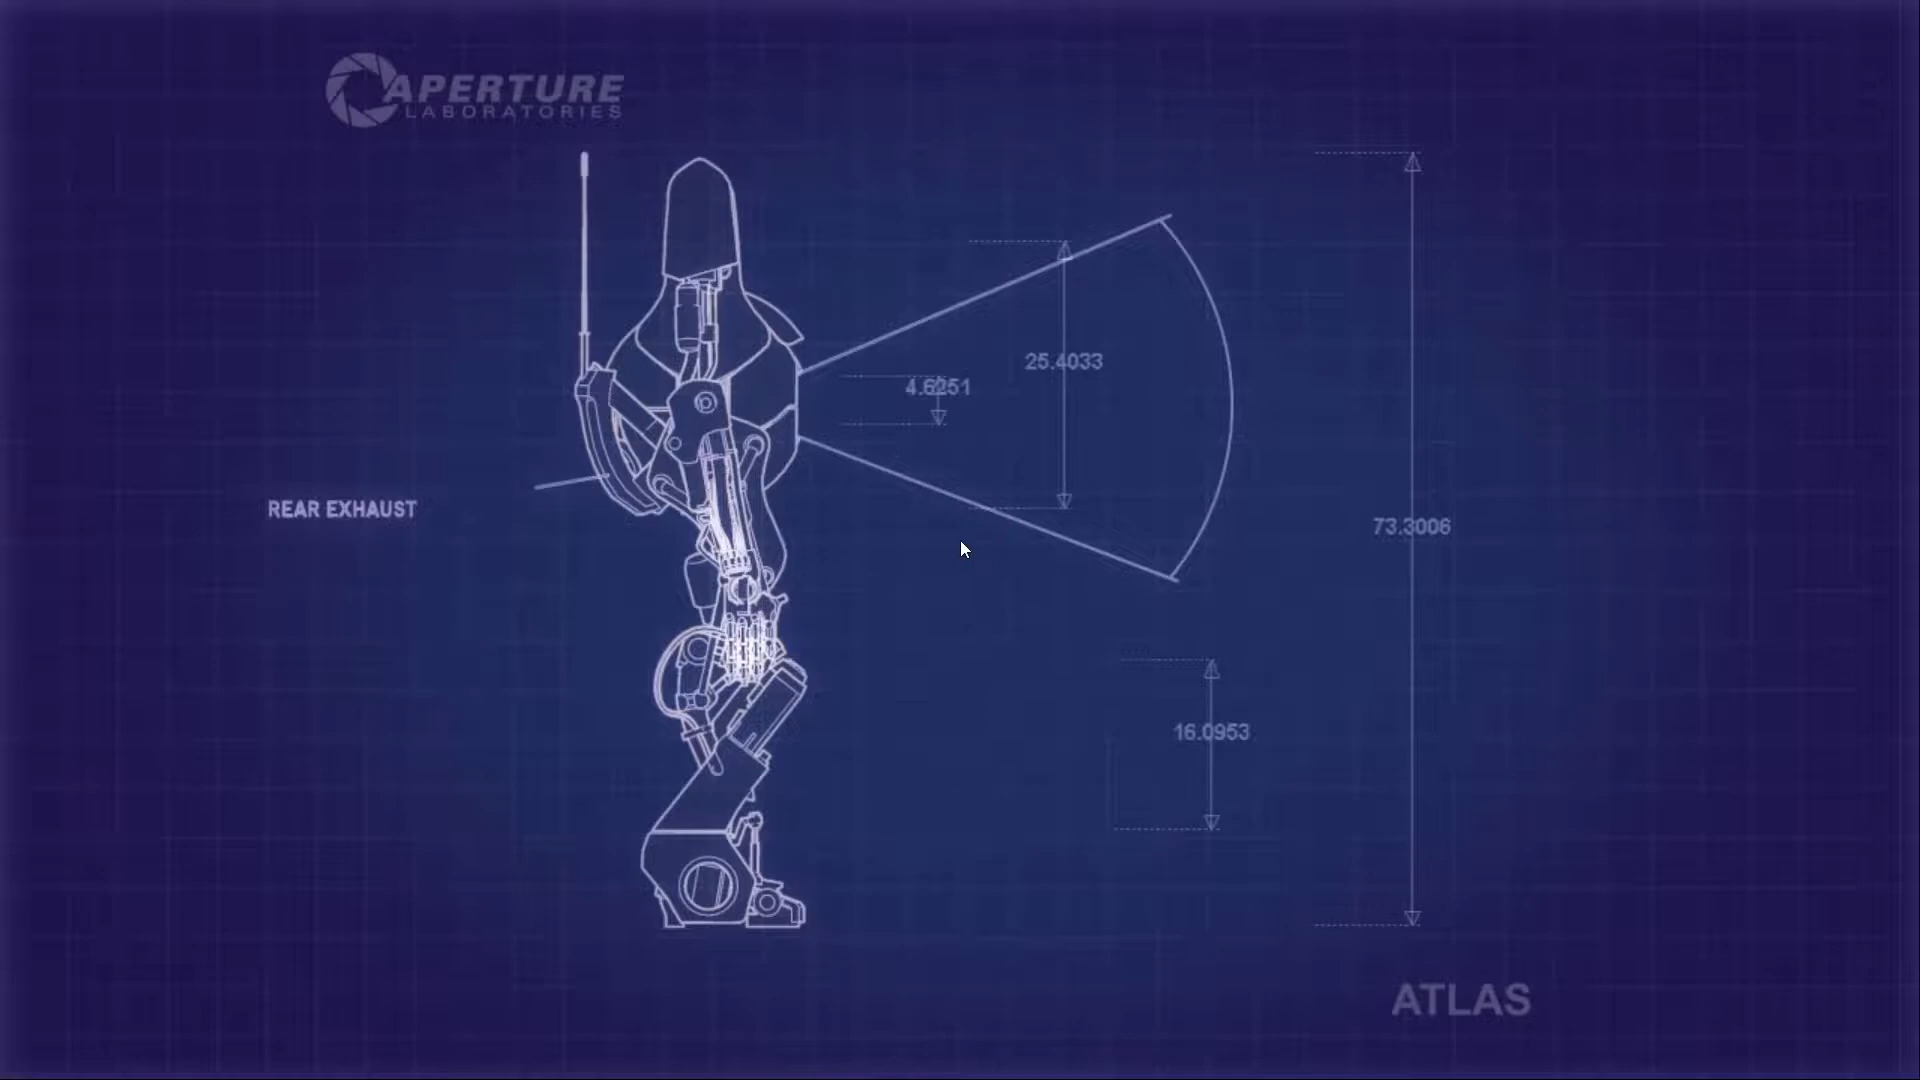 APERTURE
LABORATORIES
25.4033
4.6251
REAR EXHAUST
73.3006
16.0953
ATLAS